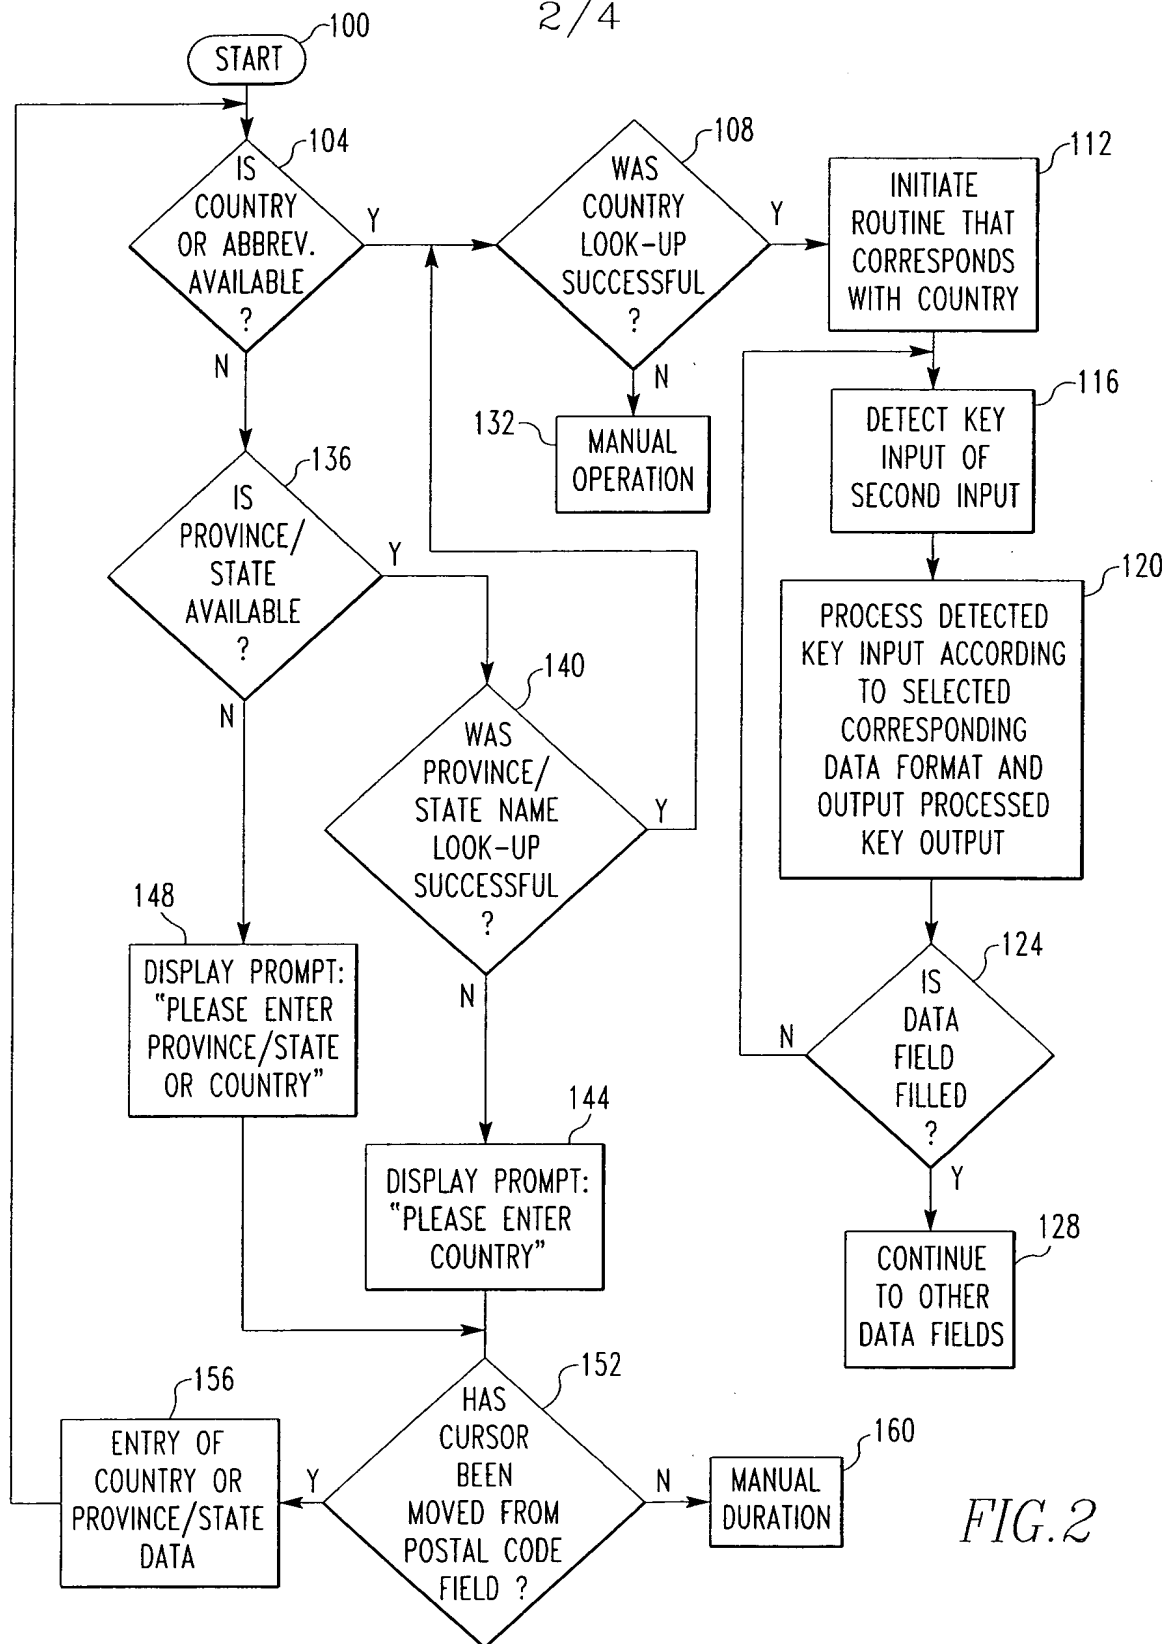 2/4
START
100
104
IS
COUNTRY
OR ABBREV.
AVAILABLE
?
Y
N
108
WAS
COUNTRY
LOOK-UP
SUCCESSFUL
?
Y
N
112
INITIATE
ROUTINE THAT
CORRESPONDS
WITH COUNTRY
132
MANUAL
OPERATION
116
DETECT KEY
INPUT OF
SECOND INPUT
136
IS
PROVINCE/
STATE
AVAILABLE
?
Y
N
120
PROCESS DETECTED
KEY INPUT ACCORDING
TO SELECTED
CORRESPONDING
DATA FORMAT AND
OUTPUT PROCESSED
KEY OUTPUT
140
WAS
PROVINCE/
STATE NAME
LOOK-UP
SUCCESSFUL
?
Y
N
148
DISPLAY PROMPT:
"PLEASE ENTER
PROVINCE/STATE
OR COUNTRY"
124
IS
DATA
FIELD
FILLED
?
N
Y
144
DISPLAY PROMPT:
"PLEASE ENTER
COUNTRY"
128
CONTINUE
TO OTHER
DATA FIELDS
152
HAS
CURSOR
BEEN
MOVED FROM
POSTAL CODE
FIELD ?
Y
N
156
ENTRY OF
COUNTRY OR
PROVINCE/STATE
DATA
160
MANUAL
DURATION
FIG.2